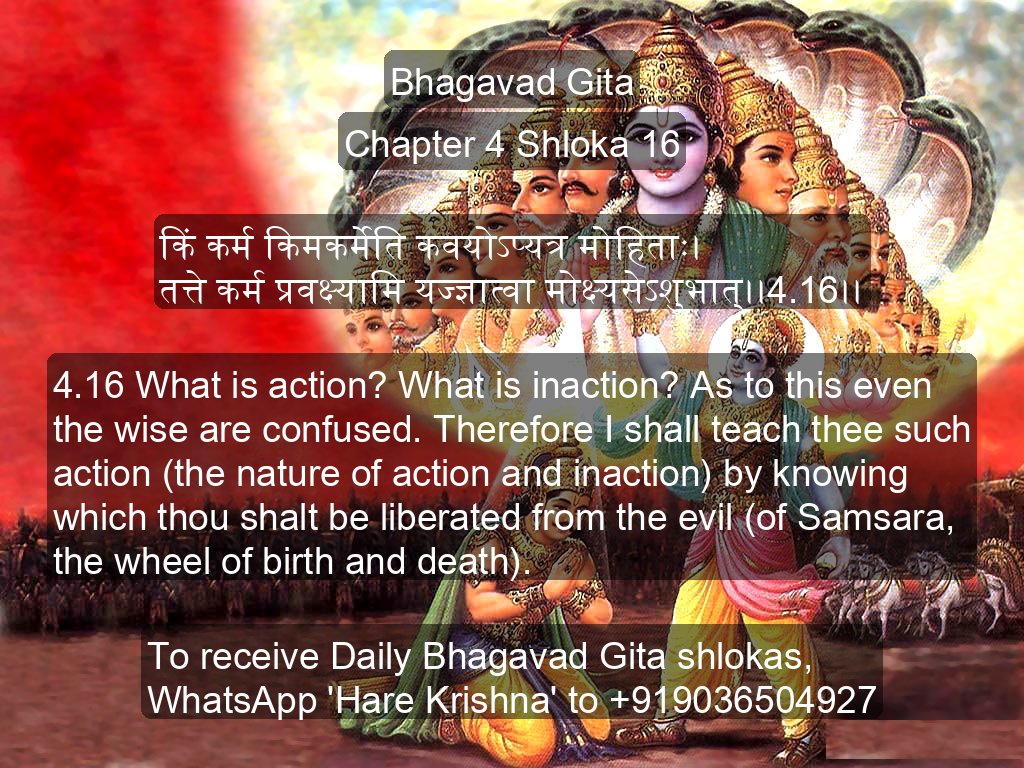 Bhagavad Gita
Chapter 4 Shloka 16
किं कर्म किमकर्मेति कवयोऽप्यत्र मोहिताः।
तत्ते कर्म प्रवक्ष्यामि यज्ज्ञात्वा मोक्ष्यसेऽशुभात्।।4.16।।
4.16 What is action? What is inaction? As to this even
the wise are confused. Therefore I shall teach thee such
action (the nature of action and inaction) by knowing
which thou shalt be liberated from the evil (of Samsara,
the wheel of birth and death).
To receive Daily Bhagavad Gita shlokas,
WhatsApp 'Hare Krishna' to +919036504927